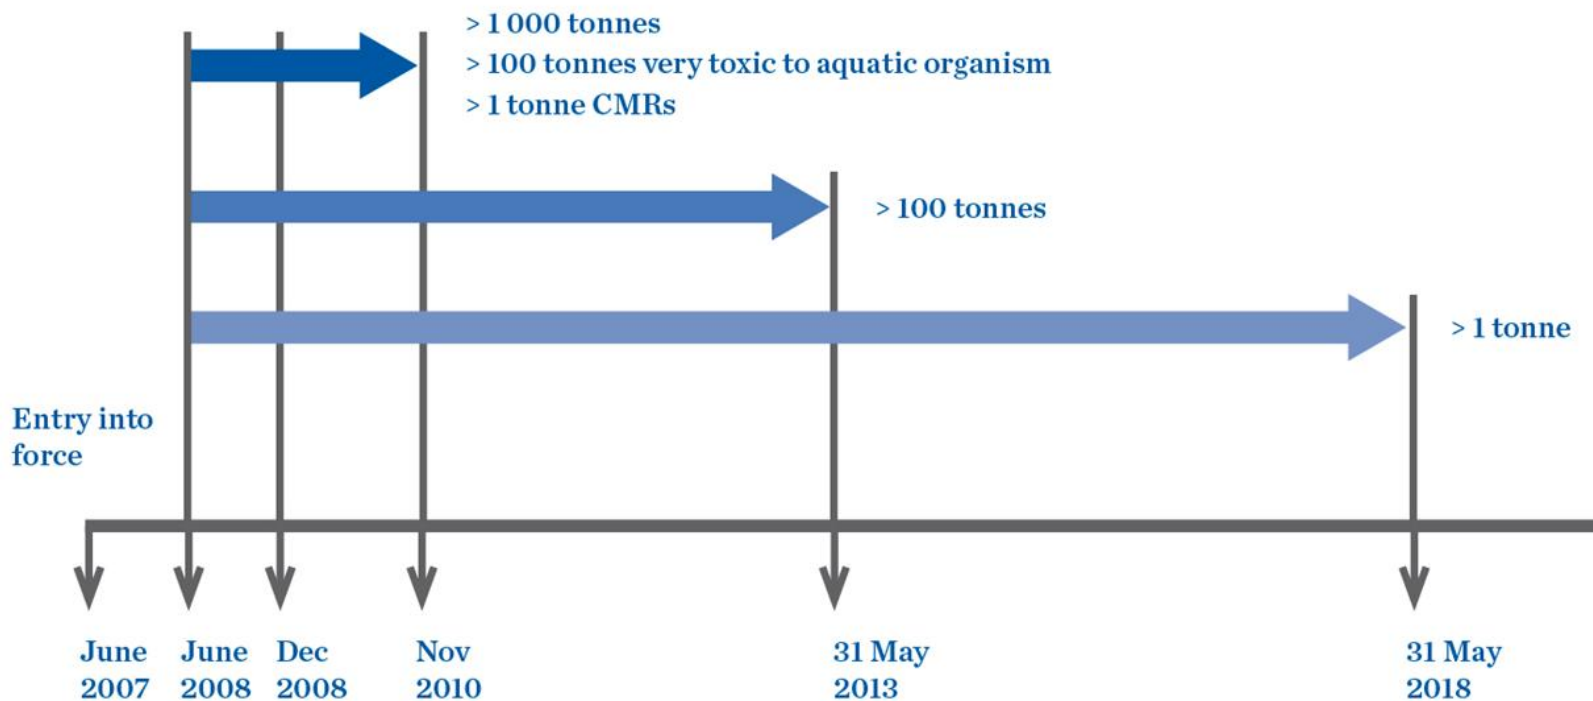 > 1 000 tonnes
> 100 tonnes very toxic to aquatic organism
> 1 tonne CMRs
> 100 tonnes
> 1 tonne
Entry into
force
June
2007
June
2008
Dec
2008
Nov
2010
31 May
2013
31 May
2018